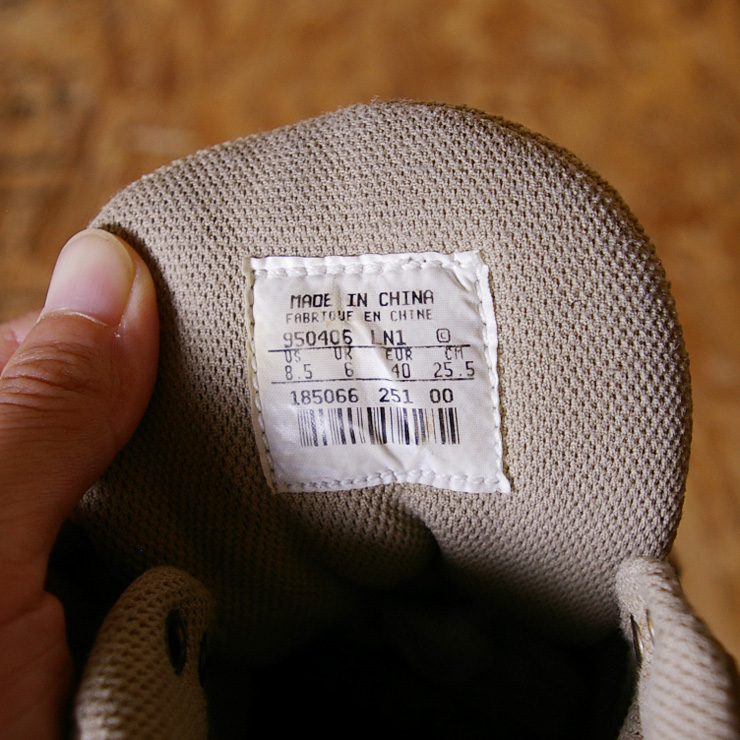 MADE IN CHINA
FABRIQUE EN CHINE
950406 LN1 ©
US UK EUR CM
8.5 6 40 25.5
185066 251 00